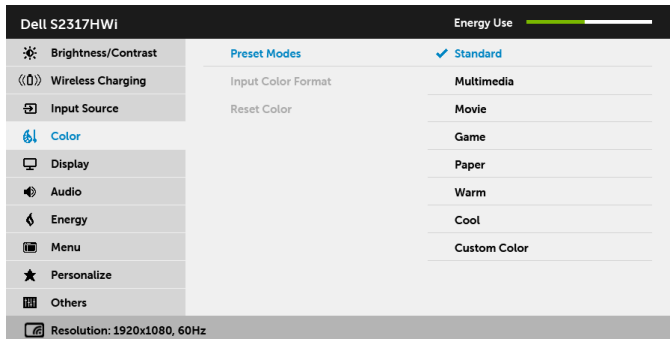 Dell S2317HWi Energy Use
Brightness/Contrast Preset Modes Standard
Wireless Charging Input Color Format Multimedia
Input Source Reset Color Movie
Color Game
Display Paper
Audio Warm
Energy Cool
Menu Custom Color
Personalize
Others
Resolution: 1920x1080, 60Hz